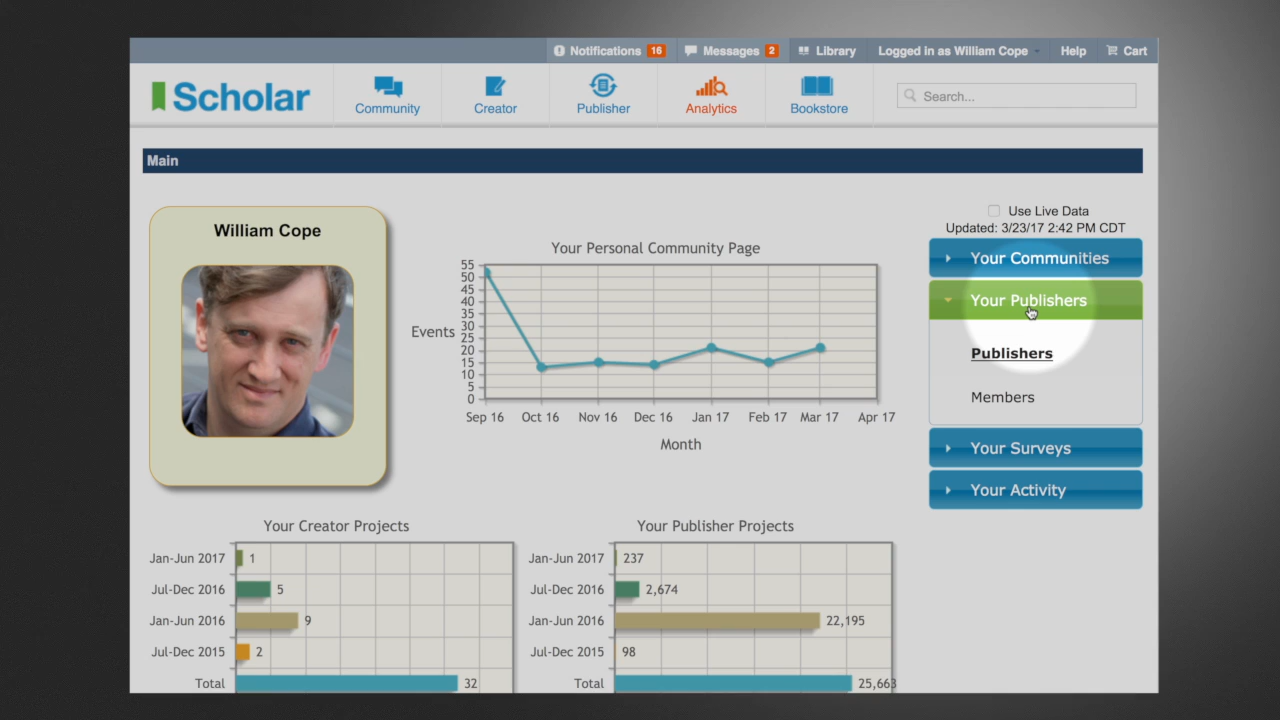 Notifications 16 Messages 2 Library Logged in as William Cope Help Cart
Scholar
Community Creator Publisher Analytics Bookstore
Search...
Main
William Cope
Your Personal Community Page
55
50
45
40
35
30
25
20
15
10
5
0
Events
Sep 16 Oct 16 Nov 16 Dec 16 Jan 17 Feb 17 Mar 17 Apr 17
Month
Use Live Data
Updated: 3/23/17 2:42 PM CDT
Your Communities
Your Publishers
Publishers
Members
Your Surveys
Your Activity
Your Creator Projects
Jan-Jun 2017 1
Jul-Dec 2016 5
Jan-Jun 2016 9
Jul-Dec 2015 2
Total 32
Your Publisher Projects
Jan-Jun 2017 237
Jul-Dec 2016 2,674
Jan-Jun 2016 22,195
Jul-Dec 2015 98
Total 25,663